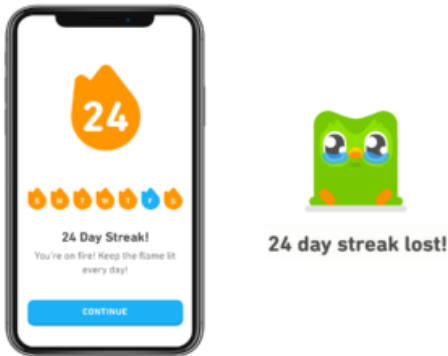 24
S M T W T F S
24 Day Streak!
You're on fire! Keep the flame lit
every day!
CONTINUE
24 day streak lost!